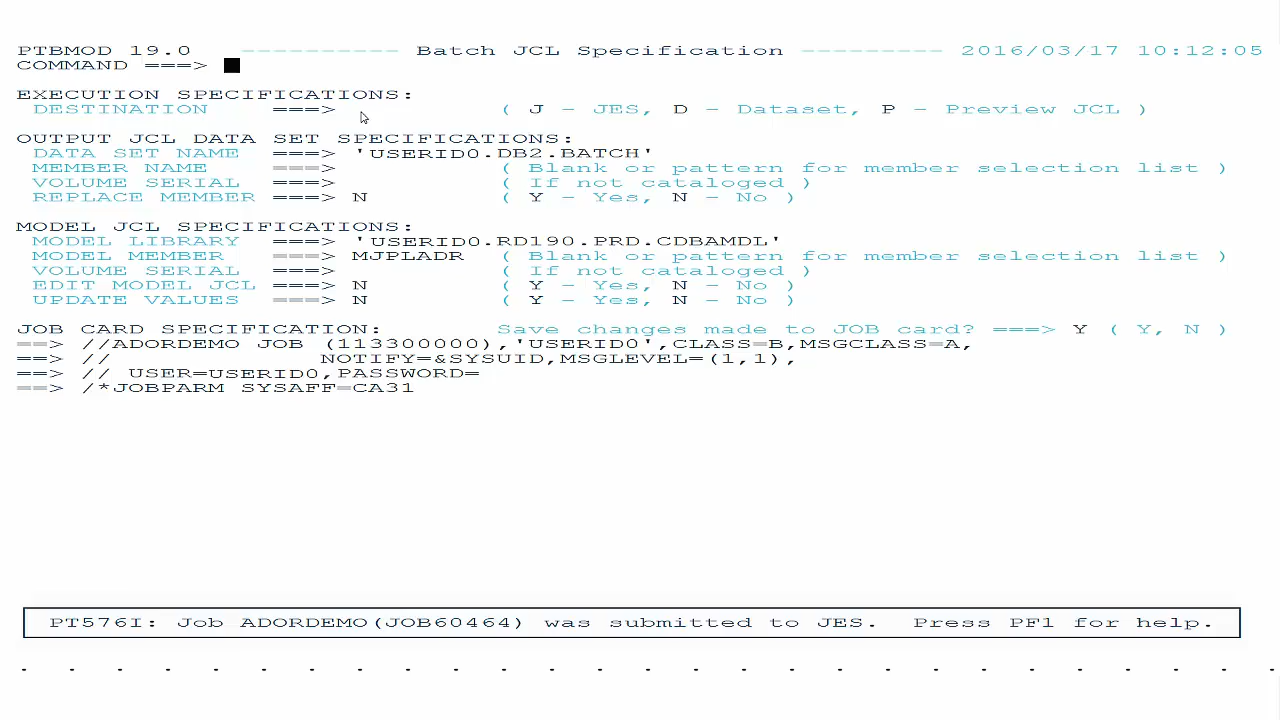 PTBMOD 19.0 ---------- Batch JCL Specification --------- 2016/03/17 10:12:05
COMMAND ===>
EXECUTION SPECIFICATIONS:
DESTINATION ===> ( J - JES, D - Dataset, P - Preview JCL )
OUTPUT JCL DATA SET SPECIFICATIONS:
DATA SET NAME ===> 'USERID0.DB2.BATCH'
MEMBER NAME ===> ( Blank or pattern for member selection list )
VOLUME SERIAL ===> ( If not cataloged )
REPLACE MEMBER ===> N ( Y - Yes, N - No )
MODEL JCL SPECIFICATIONS:
MODEL LIBRARY ===> 'USERID0.RD190.PRD.CDBAMDL'
MODEL MEMBER ===> MJPLADR ( Blank or pattern for member selection list )
VOLUME SERIAL ===> ( If not cataloged )
EDIT MODEL JCL ===> N ( Y - Yes, N - No )
UPDATE VALUES ===> N ( Y - Yes, N - No )
JOB CARD SPECIFICATION: Save changes made to JOB card? ===> Y ( Y, N )
==> //ADORDEMO JOB (113300000),'USERID0',CLASS=B,MSGCLASS=A,
==> // NOTIFY=&SYSUID,MSGLEVEL=(1,1),
==> // USER=USERID0,PASSWORD=
==> /*JOBPARM SYSAFF=CA31
PT576I: Job ADORDEMO(JOB60464) was submitted to JES. Press PF1 for help.
. . . . . . . . . . . . . . . . . . . . . . . . . . .